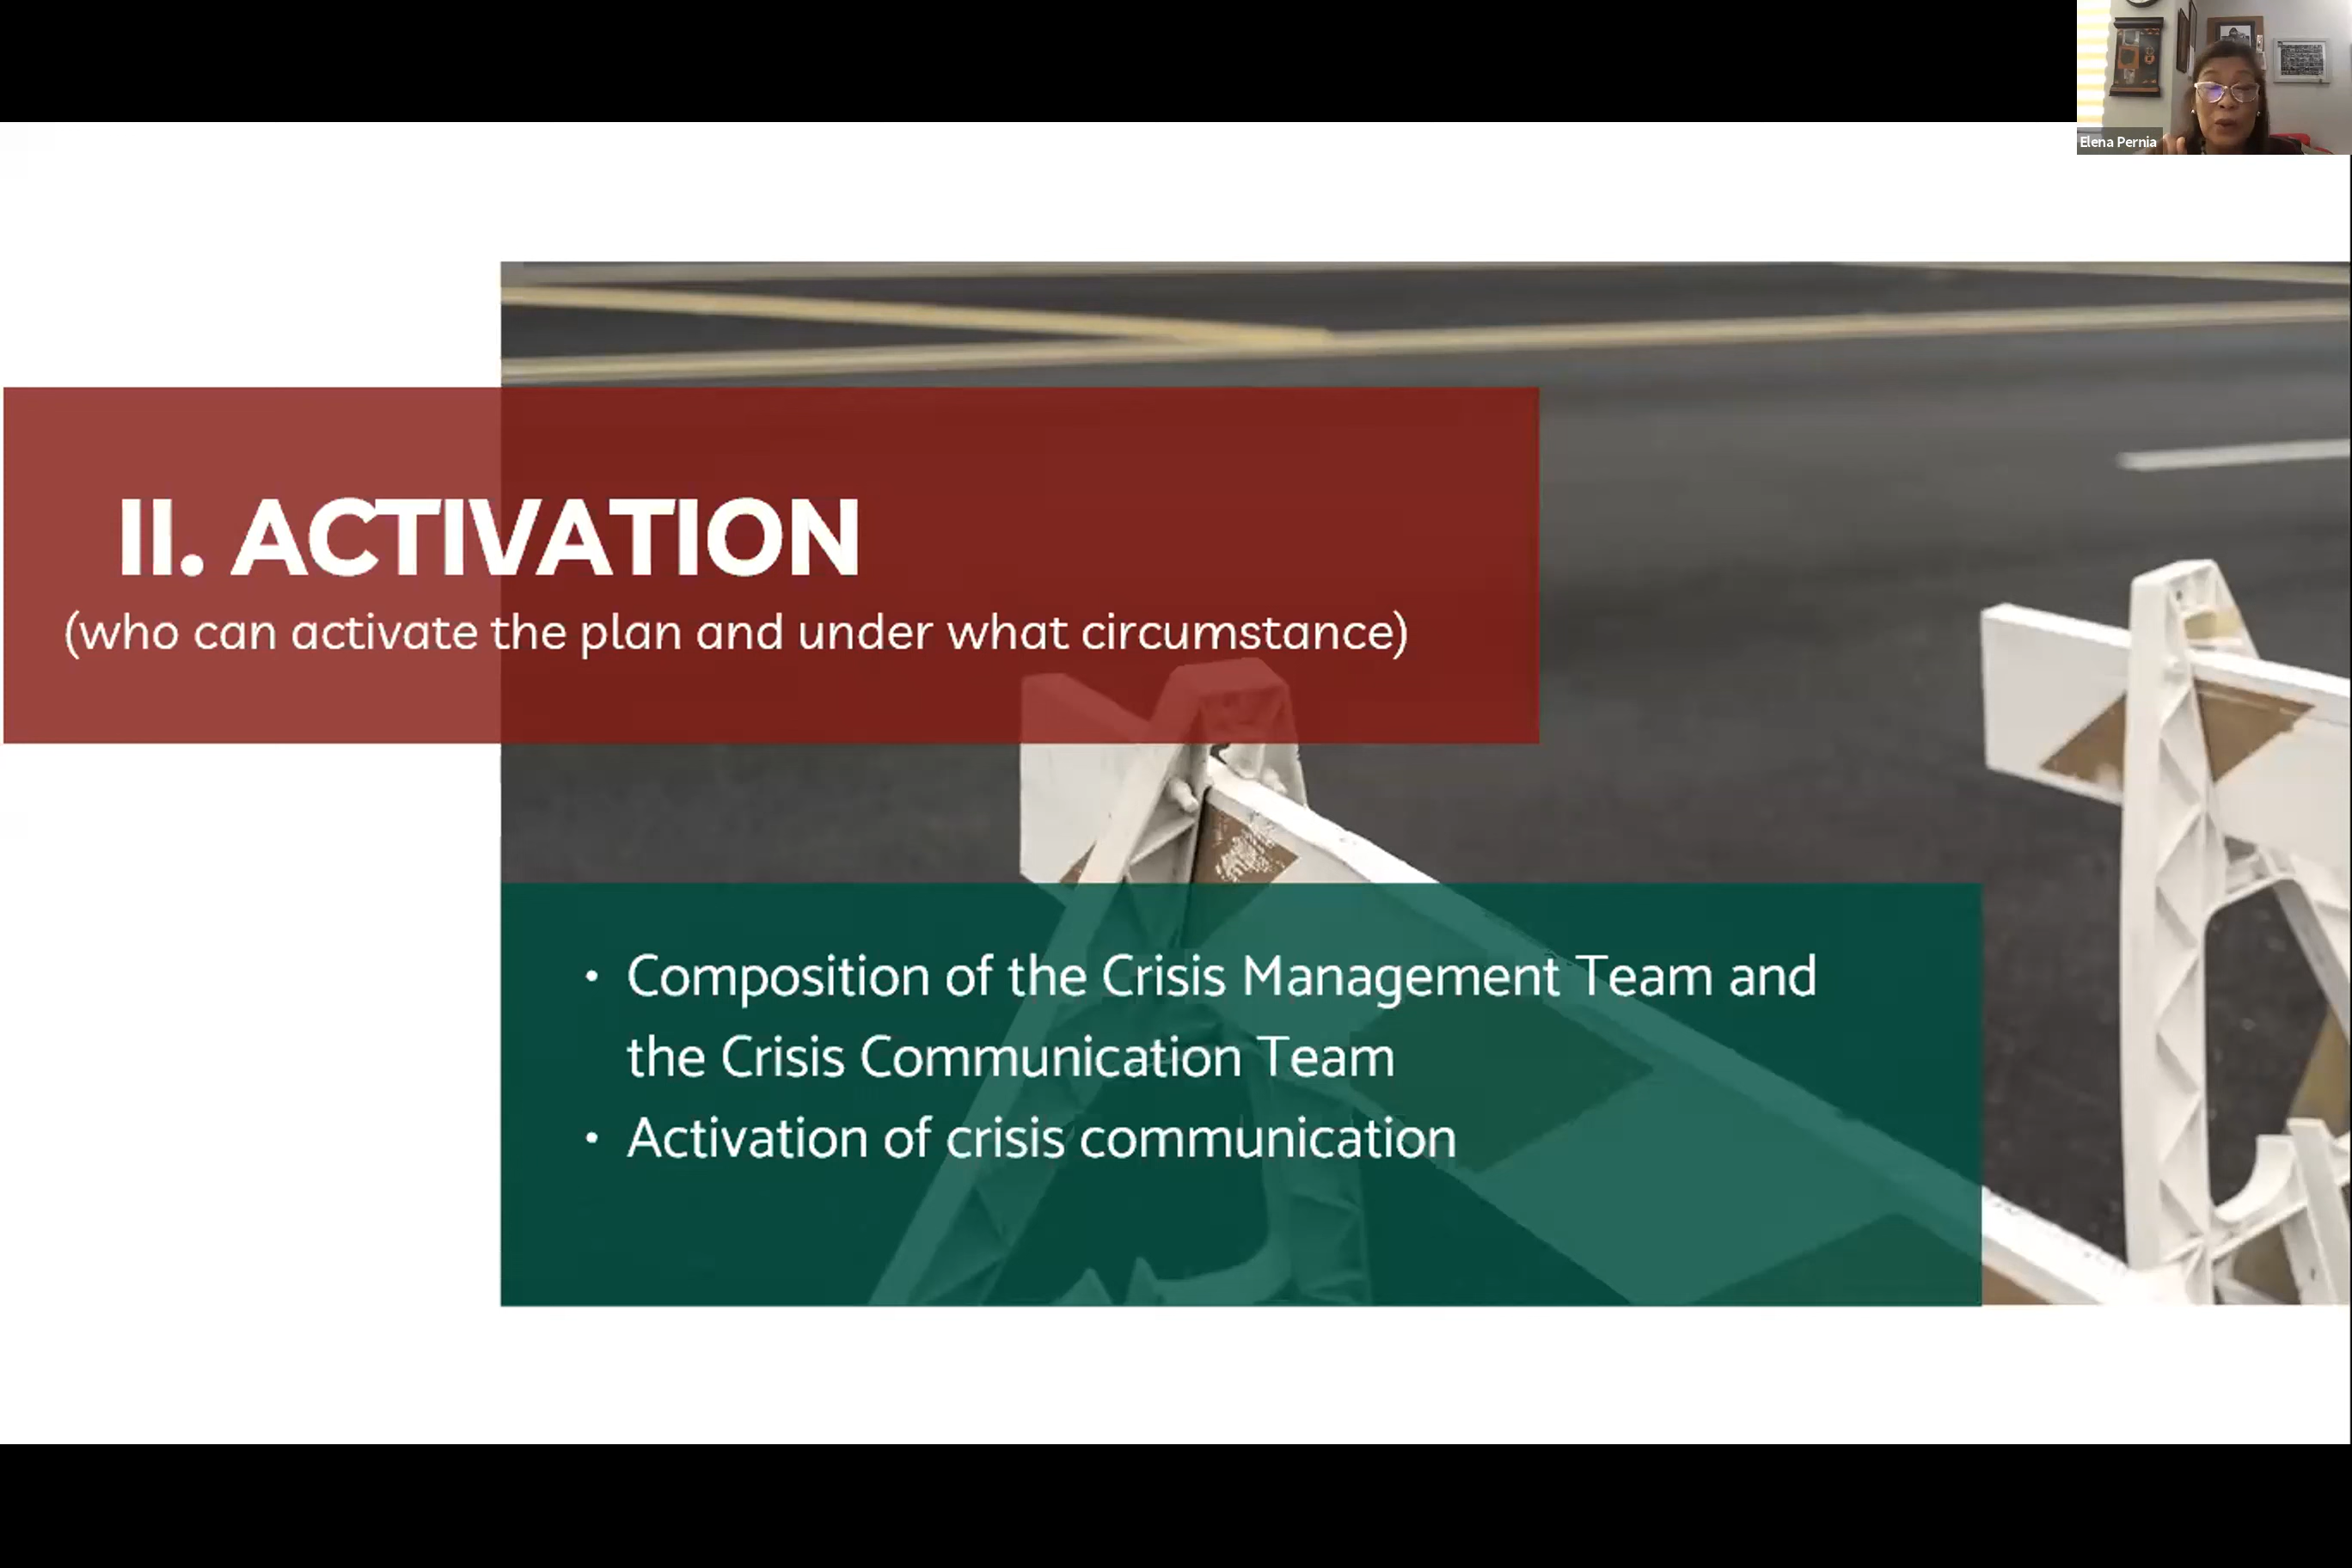 Elena Pernia
II. ACTIVATION
(who can activate the plan and under what circumstance)
• Composition of the Crisis Management Team and
the Crisis Communication Team
• Activation of crisis communication